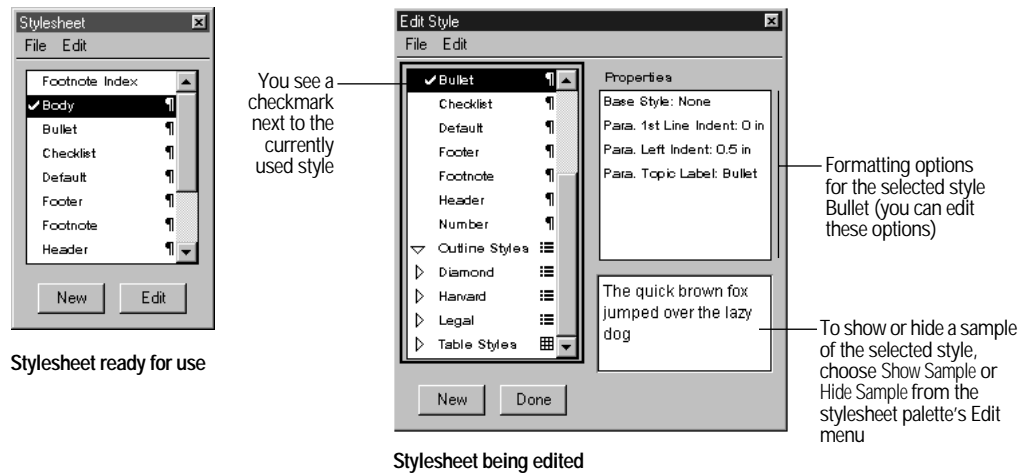 Stylesheet
File Edit
Footnote Index
✔Body ¶
Bullet ¶
Checklist ¶
Default ¶
Footer ¶
Footnote ¶
Header ¶
New Edit
Stylesheet ready for use
You see a
checkmark
next to the
currently
used style
Edit Style
File Edit
✔Bullet ¶
Checklist ¶
Default ¶
Footer ¶
Footnote ¶
Header ¶
Number ¶
Outline Styles
Diamond
Harvard
Legal
Table Styles
New Done
Properties
Base Style: None
Para. 1st Line Indent: 0 in
Para. Left Indent: 0.5 in
Para. Topic Label: Bullet
The quick brown fox
jumped over the lazy
dog
Stylesheet being edited
Formatting options
for the selected style
Bullet (you can edit
these options)
To show or hide a sample
of the selected style,
choose Show Sample or
Hide Sample from the
stylesheet palette's Edit
menu